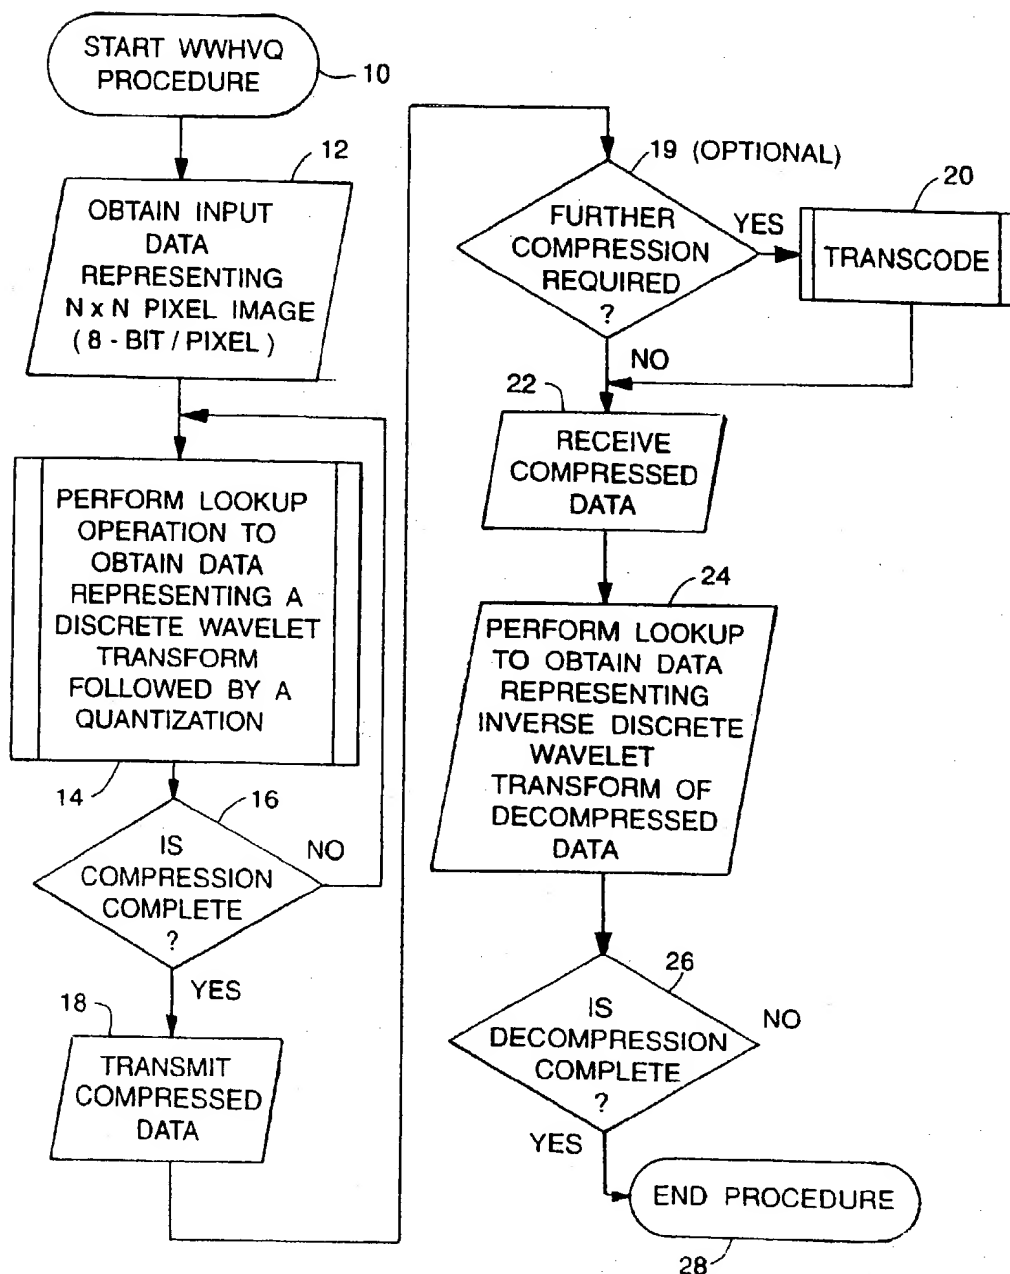 START WWHVQ
PROCEDURE
10
12
OBTAIN INPUT
DATA
REPRESENTING
N x N PIXEL IMAGE
( 8 - BIT / PIXEL )
PERFORM LOOKUP
OPERATION TO
OBTAIN DATA
REPRESENTING A
DISCRETE WAVELET
TRANSFORM
FOLLOWED BY A
QUANTIZATION
14
16
IS
COMPRESSION
COMPLETE
?
NO
YES
18
TRANSMIT
COMPRESSED
DATA
19 (OPTIONAL)
FURTHER
COMPRESSION
REQUIRED
?
YES
20
TRANSCODE
NO
22
RECEIVE
COMPRESSED
DATA
24
PERFORM LOOKUP
TO OBTAIN DATA
REPRESENTING
INVERSE DISCRETE
WAVELET
TRANSFORM OF
DECOMPRESSED
DATA
26
IS
DECOMPRESSION
COMPLETE
?
NO
YES
END PROCEDURE
28